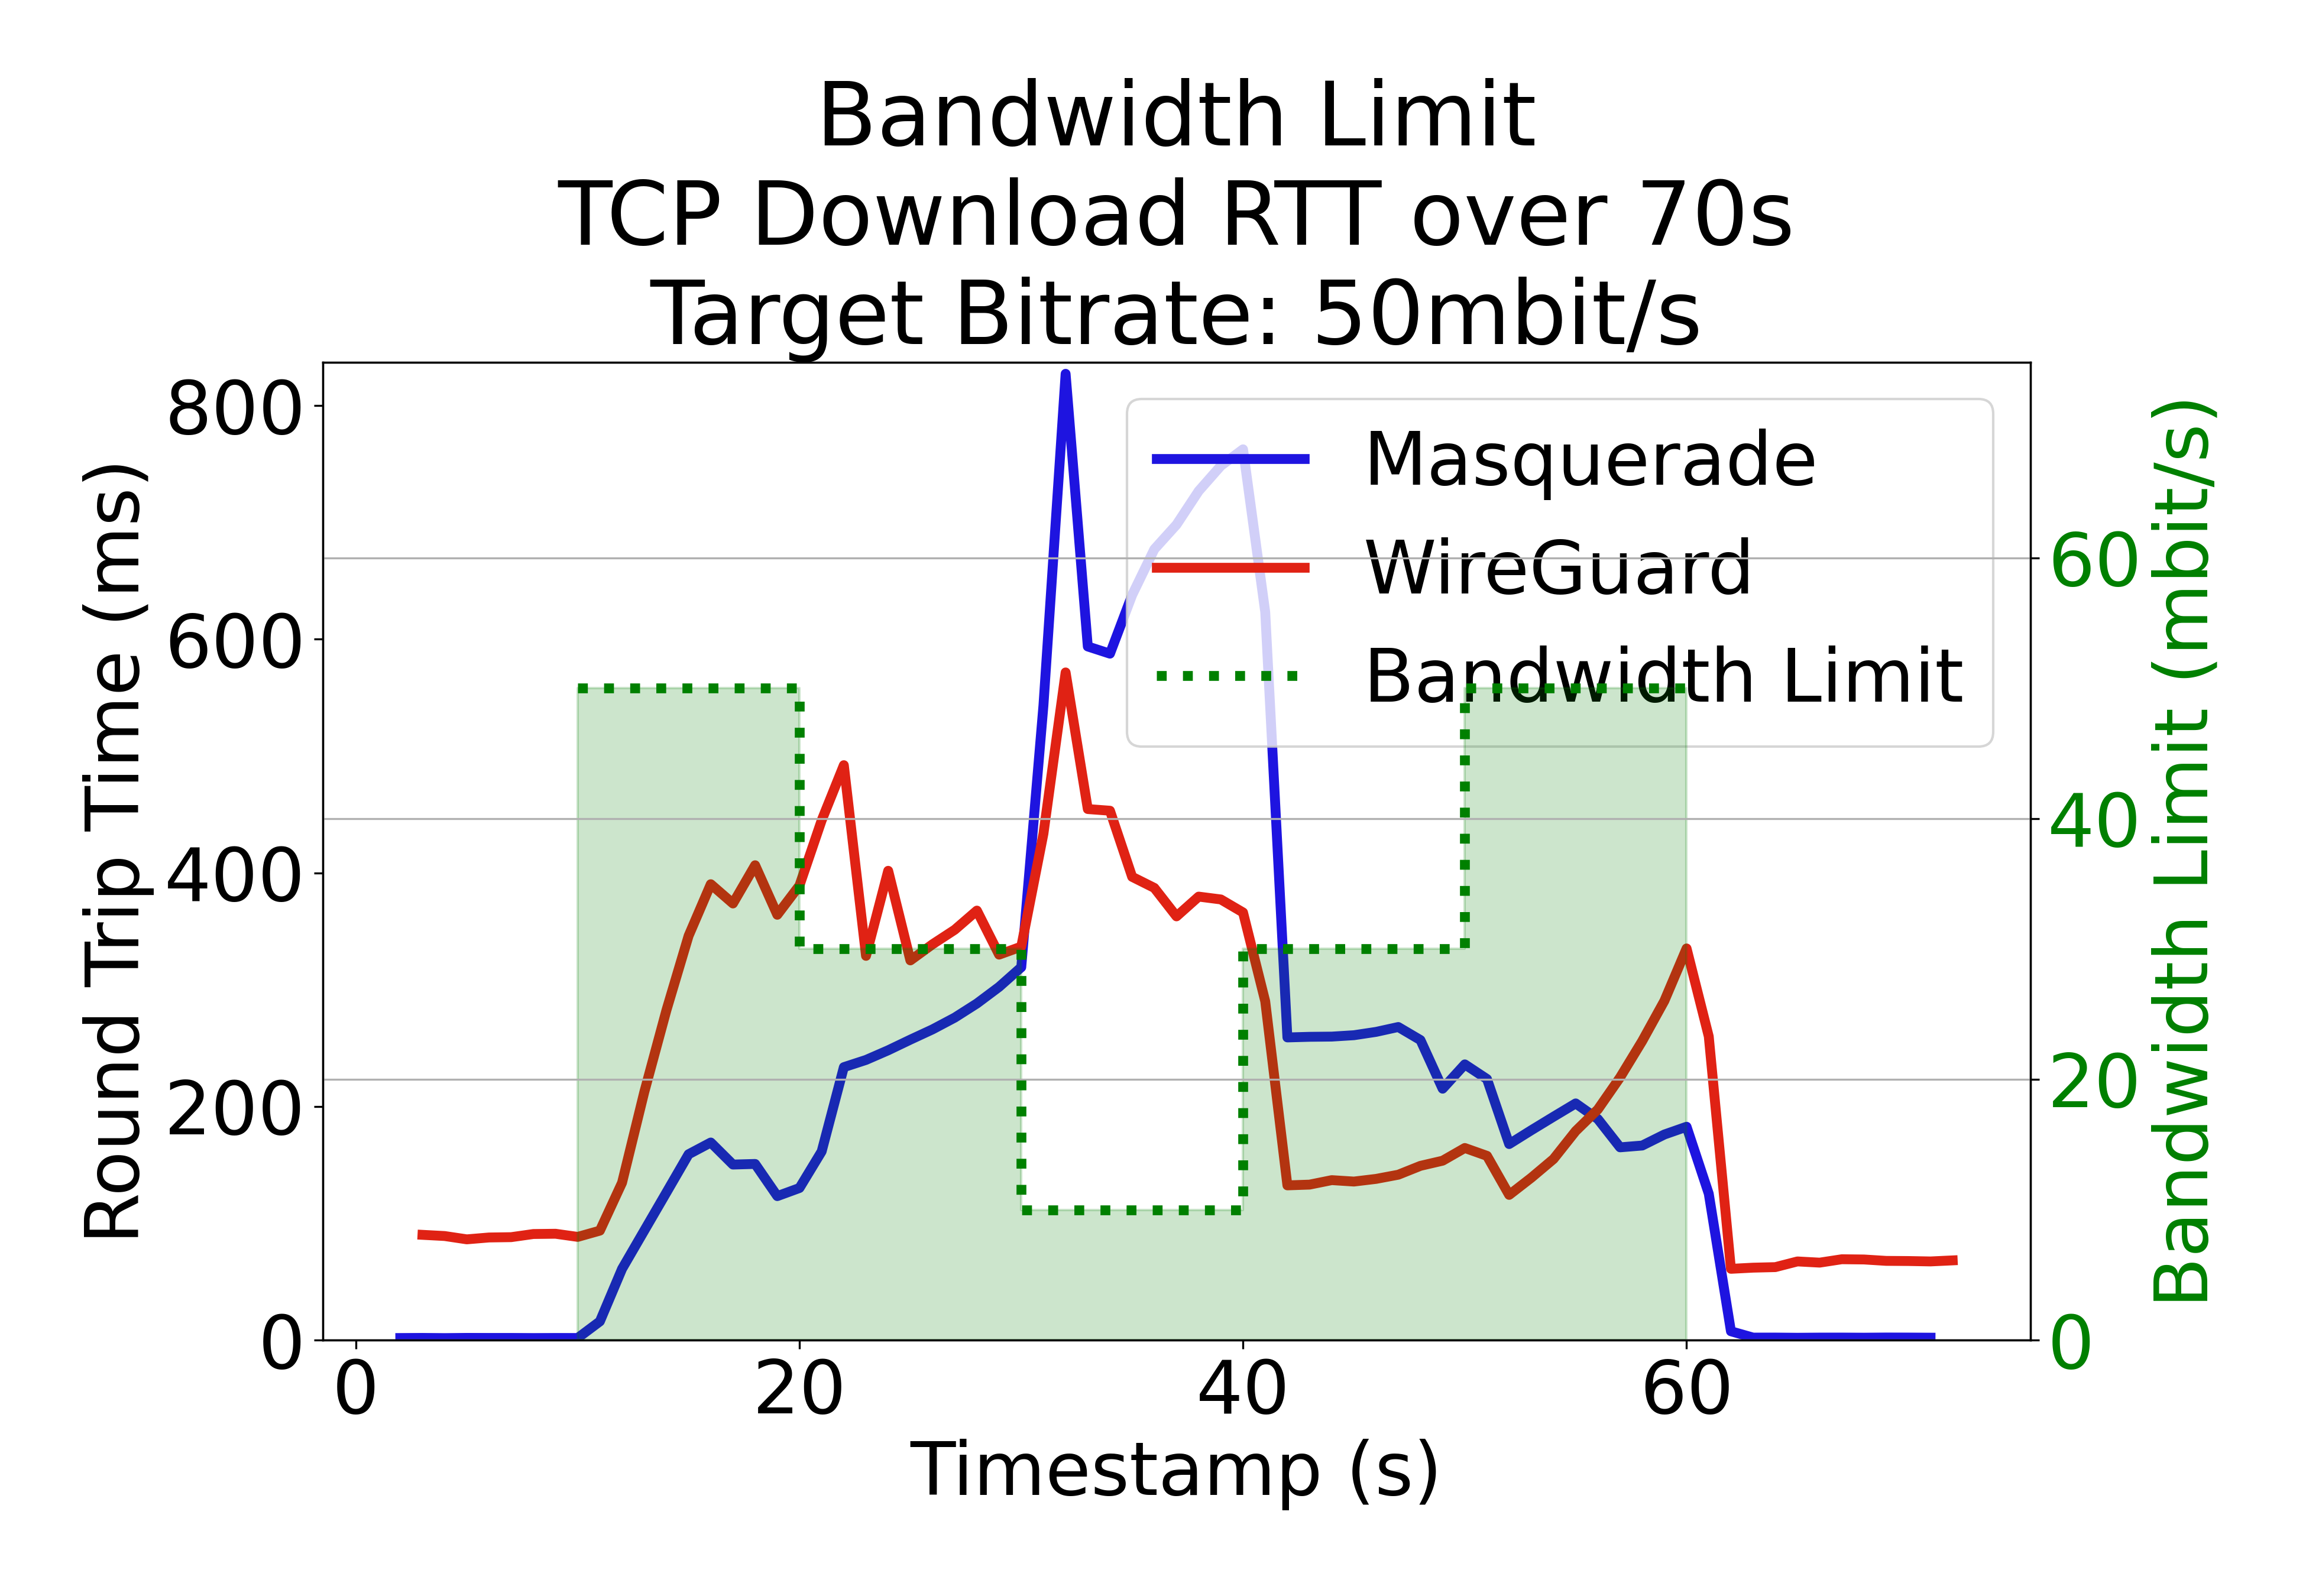 Bandwidth Limit
TCP Download RTT over 70s
Target Bitrate: 50mbit/s
Round Trip Time (ms)
800
600
400
200
0
Masquerade
WireGuard
Bandwidth Limit
60
40
20
0
Bandwidth Limit (mbit/s)
0
20
40
60
Timestamp (s)